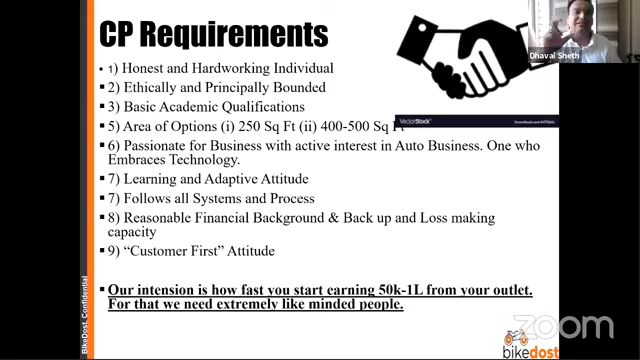 CP Requirements
Dhaval Sheth
▪ 1) Honest and Hardworking Individual
▪ 2) Ethically and Principally Bounded
▪ 3) Basic Academic Qualifications
▪ 5) Area of Options (i) 250 Sq Ft (ii) 400-500 Sq Ft
VectorStock
▪ 6) Passionate for Business with active interest in Auto Business. One who
Embraces Technology.
▪ 7) Learning and Adaptive Attitude
▪ 7) Follows all Systems and Process
▪ 8) Reasonable Financial Background & Back up and Loss making
capacity
▪ 9) “Customer First” Attitude
▪ Our intension is how fast you start earning 50k-1L from your outlet.
For that we need extremely like minded people.
BikeDost Confidential
zoom
bikedost